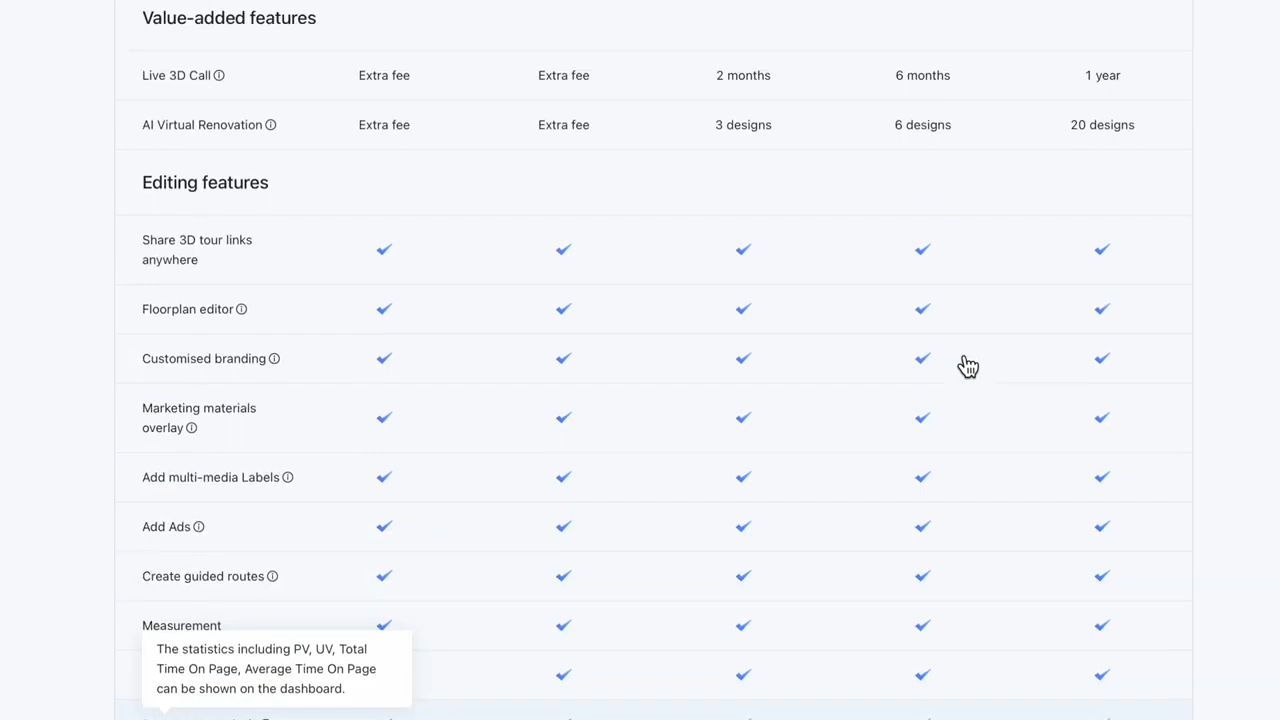 Value-added features
Live 3D Call Extra fee Extra fee 2 months 6 months 1 year
AI Virtual Renovation Extra fee Extra fee 3 designs 6 designs 20 designs
Editing features
Share 3D tour links
anywhere
Floorplan editor
Customised branding
Marketing materials
overlay
Add multi-media Labels
Add Ads
Create guided routes
Measurement
The statistics including PV, UV, Total
Time On Page, Average Time On Page
can be shown on the dashboard.